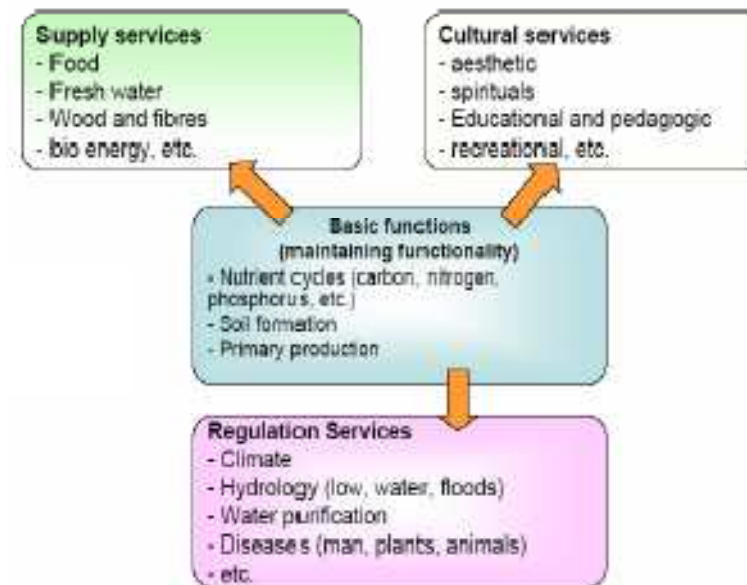 Supply services
- Food
- Fresh water
- Wood and fibres
- bio energy, etc.
Cultural services
- aesthetic
- spirituals
- Educational and pedagogic
- recreational, etc.
Basic functions
(maintaining functionality)
- Nutrient cycles (carbon, nitrogen,
phosphorus, etc.)
- Soil formation
- Primary production
Regulation Services
- Climate
- Hydrology (low, water, floods)
- Water purification
- Diseases (man, plants, animals)
- etc.